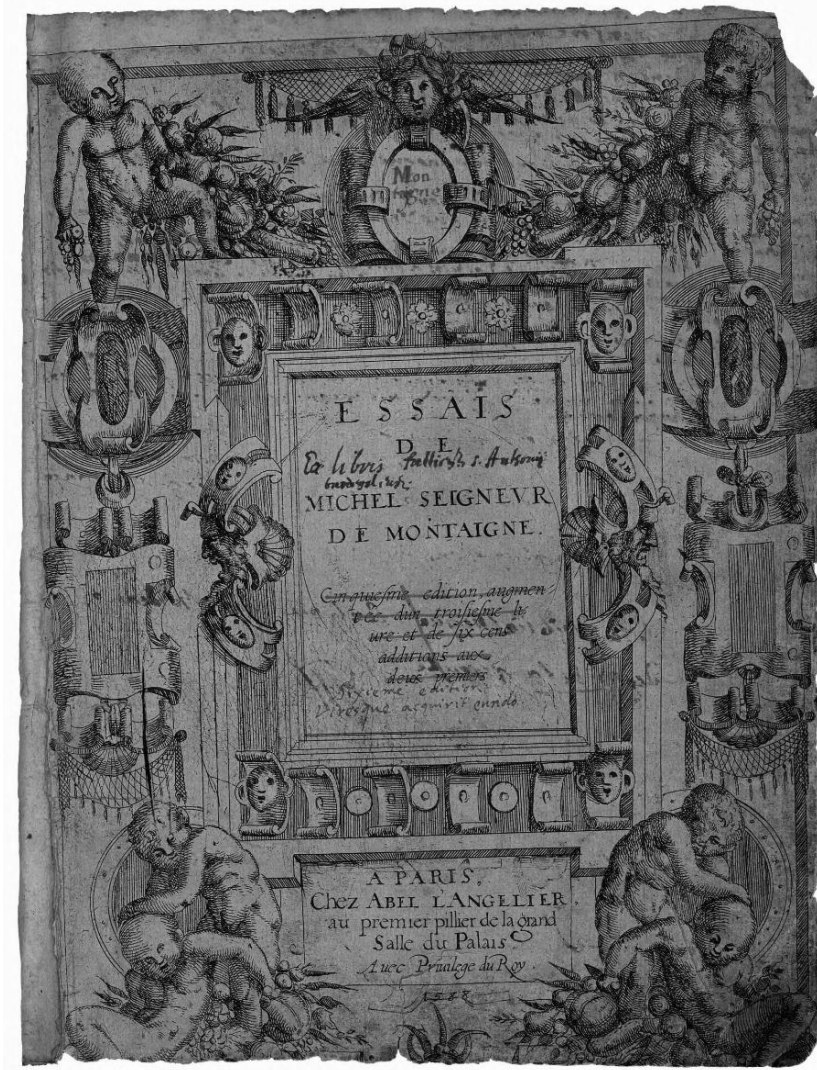 Mon
taigne
ESSAIS
DE
Ex libris
MICHEL SEIGNEVR
DE MONTAIGNE.
Cinquiesme edition, augmen-
tée dun troisiesme li-
ure et de six cens
additions aux
deux premiers
Sixieme edition
Viresque acquirit eundo
A PARIS,
Chez ABEL L'ANGELIER
au premier pillier de la grand
Salle du Palais
Auec Priuilege du Roy.
1588